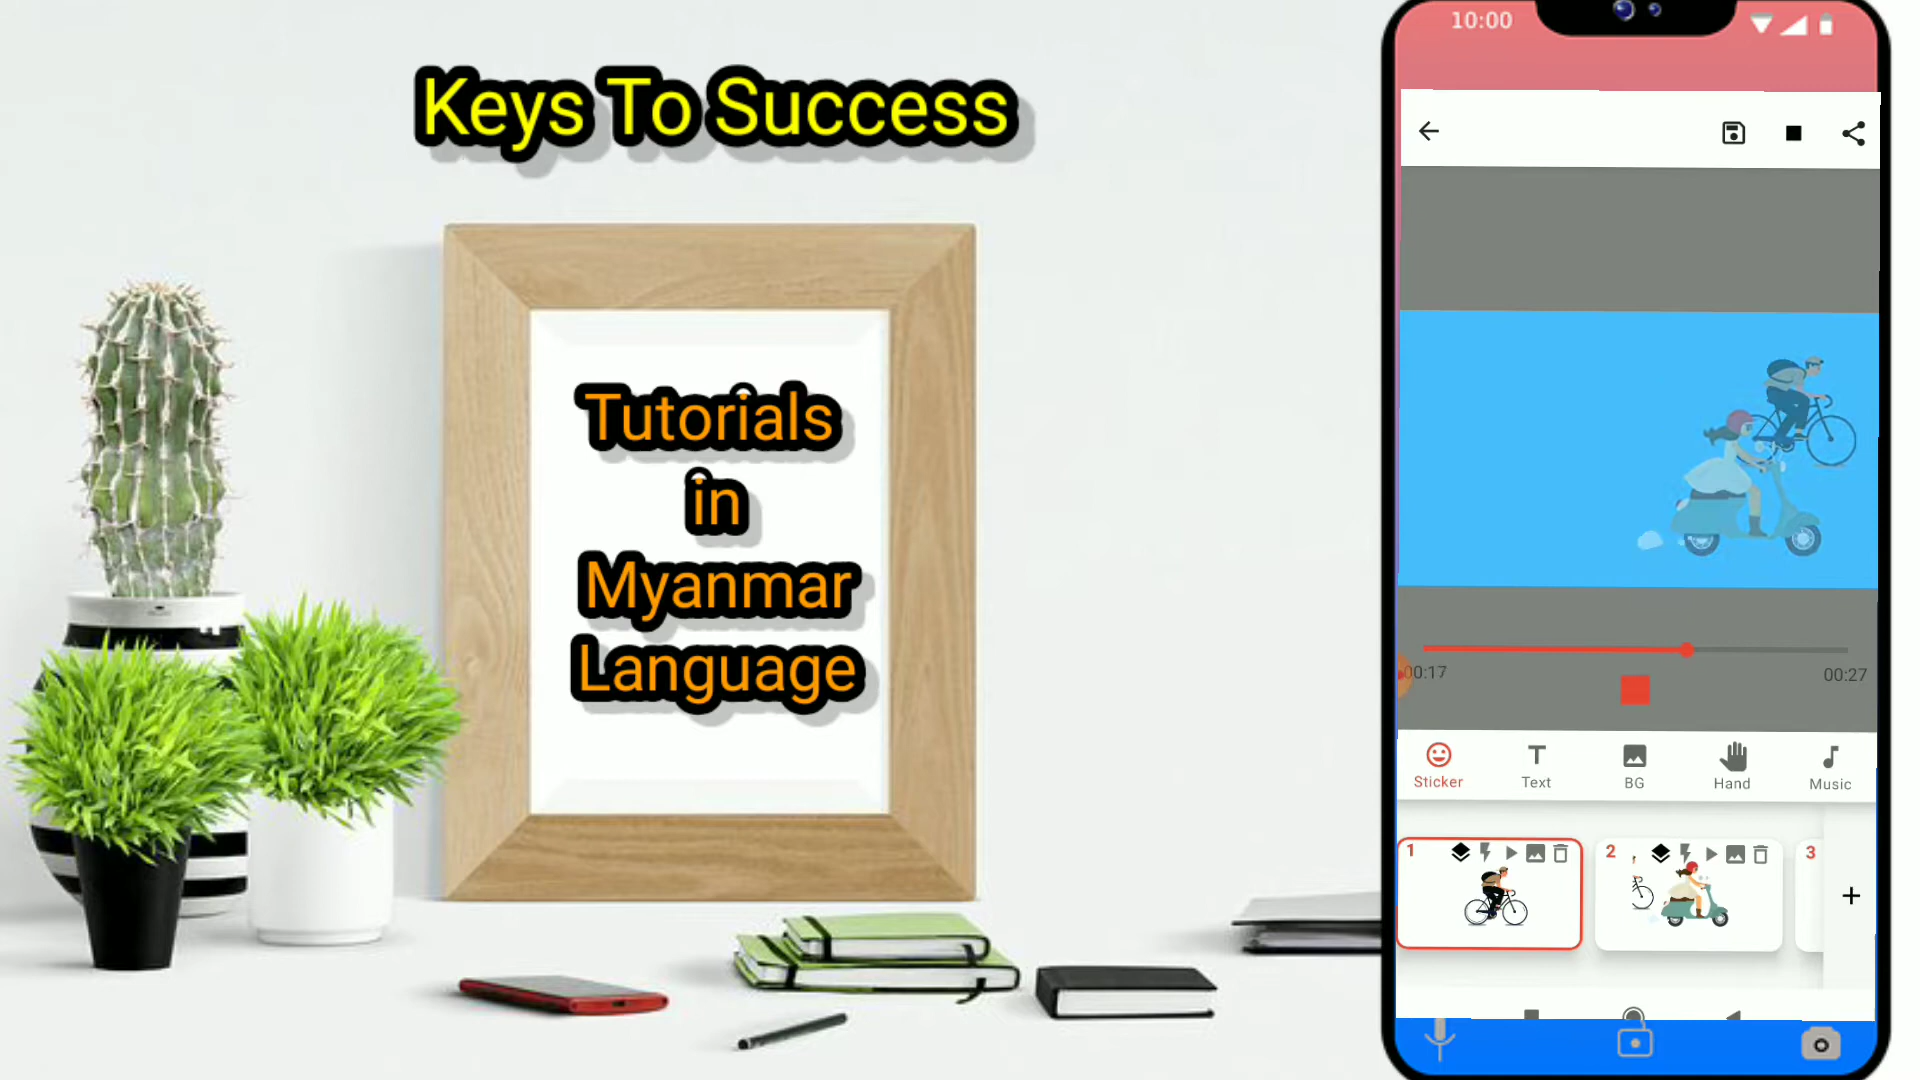 Keys To Success
Tutorials
in
Myanmar
Language
10:00
00:17
00:27
Sticker
Text
BG
Hand
Music
1
2
3